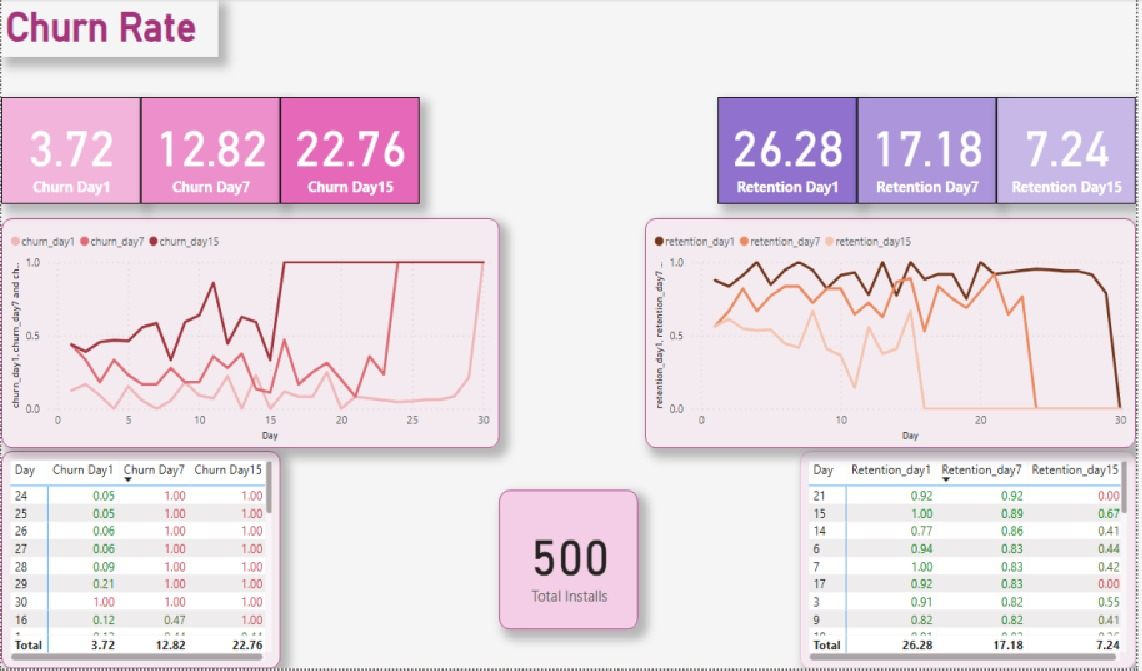 Churn Rate
3.72 12.82 22.76 26.28 17.18 7.24
Churn Day1 Churn Day7 Churn Day15 Retention Day1 Retention Day7 Retention Day15
churn_day1 churn_day7 churn_day15
1.0
0.5
0.0
churn_day1, churn_day7 and ch...
0 5 10 15 20 25 30
Day
retention_day1 retention_day7 retention_day15
1.0
0.5
0.0
retention_day1, retention_day7 ...
0 10 20 30
Day
Day Churn Day1 Churn Day7 Churn Day15
24 0.05 1.00 1.00
25 0.05 1.00 1.00
26 0.06 1.00 1.00
27 0.06 1.00 1.00
28 0.09 1.00 1.00
29 0.21 1.00 1.00
30 1.00 1.00 1.00
16 0.12 0.47 1.00
Total 3.72 12.82 22.76
500
Total Installs
Day Retention_day1 Retention_day7 Retention_day15
21 0.92 0.92 0.00
15 1.00 0.89 0.67
14 0.77 0.86 0.41
6 0.94 0.83 0.44
7 1.00 0.83 0.42
17 0.92 0.83 0.00
3 0.91 0.82 0.55
9 0.82 0.82 0.41
Total 26.28 17.18 7.24